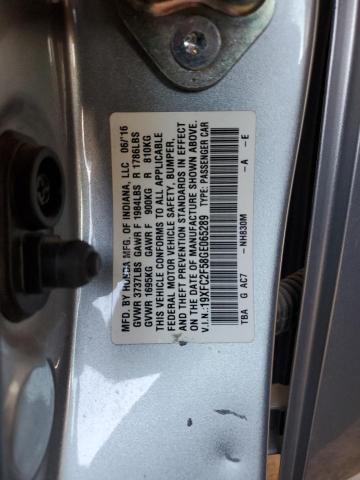 MFD. BY HONDA MFG. OF INDIANA, LLC 06/'16
GVWR 3737LBS GAWR F 1984LBS R 1786LBS
GVWR 1695KG GAWR F 900KG R 810KG
THIS VEHICLE CONFORMS TO ALL APPLICABLE
FEDERAL MOTOR VEHICLE SAFETY, BUMPER,
AND THEFT PREVENTION STANDARDS IN EFFECT
ON THE DATE OF MANUFACTURE SHOWN ABOVE.
V.I.N.:19XFC2F58GE065289 TYPE: PASSENGER CAR
TBA G AC7 -NH830M -A -E